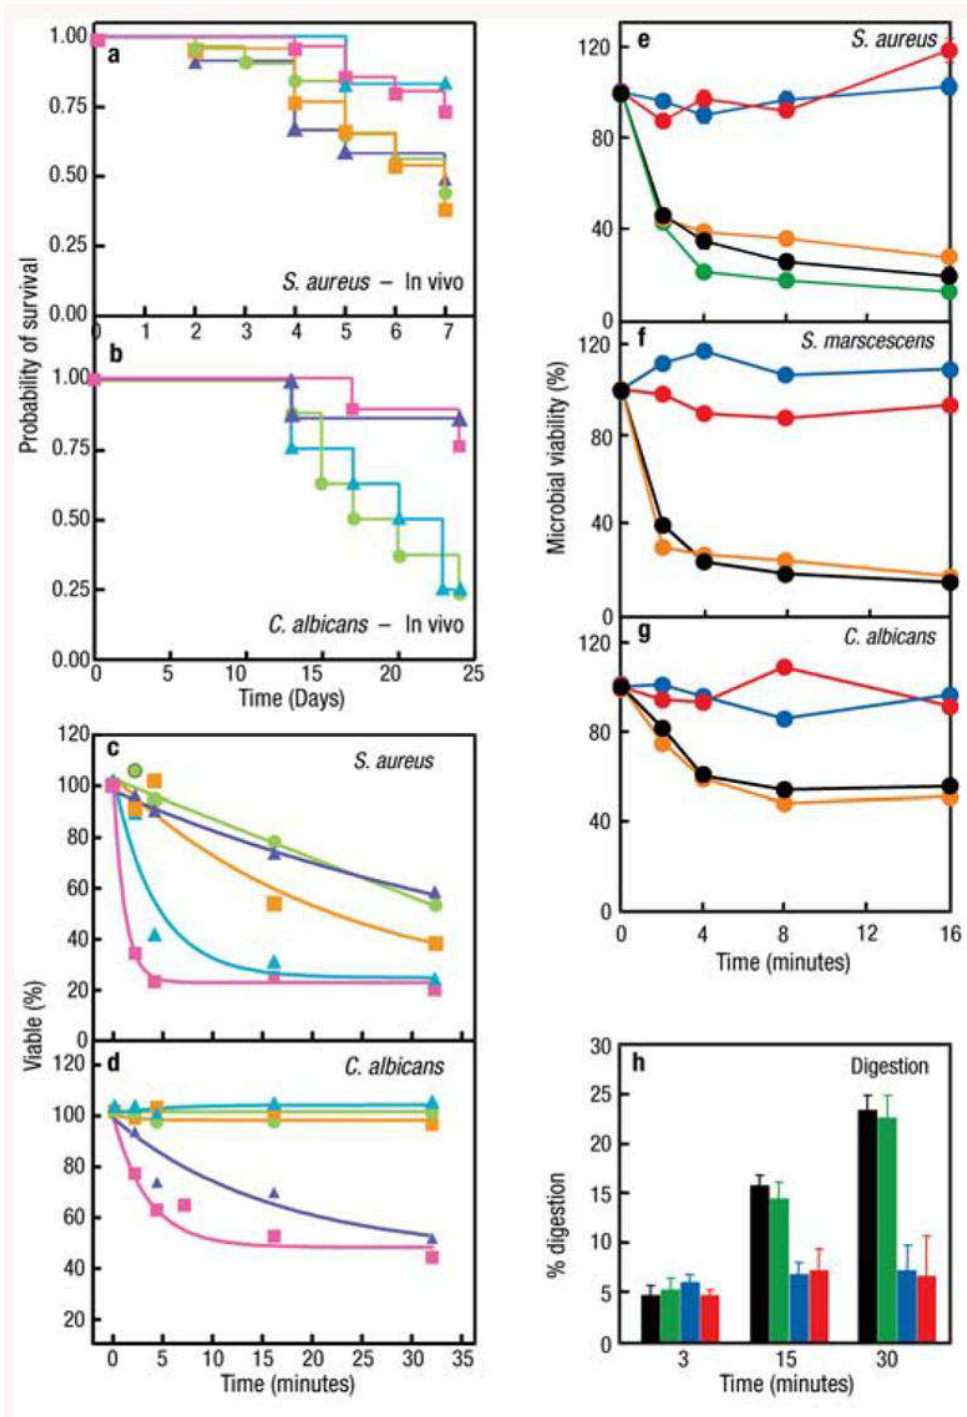 a
1.00
0.75
0.50
0.25
0.00
S. aureus – In vivo
0 1 2 3 4 5 6 7
Probability of survival
b
1.00
0.75
0.50
0.25
0.00
C. albicans – In vivo
0 5 10 15 20 25
Time (Days)
c
S. aureus
120
100
80
60
40
20
0
Viable (%)
d
C. albicans
120
100
80
60
40
20
0 5 10 15 20 25 30 35
Time (minutes)
e
S. aureus
120
80
40
0
Microbial viability (%)
f
S. marscescens
120
80
40
0
g
C. albicans
120
80
40
0
0 4 8 12 16
Time (minutes)
h
Digestion
30
25
20
15
10
5
0
% digestion
3 15 30
Time (minutes)